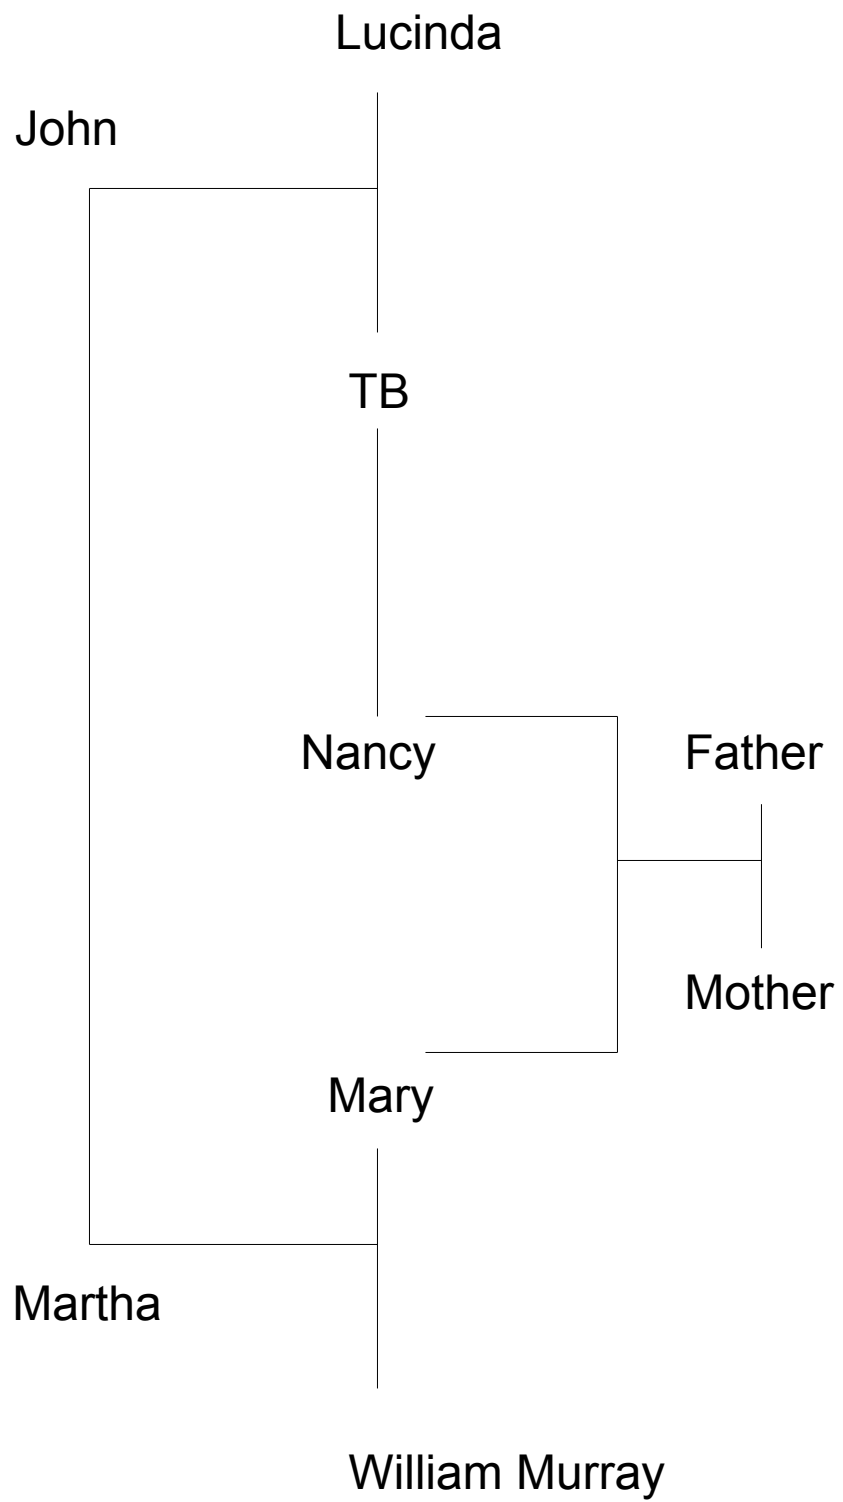 Lucinda
John
TB
Nancy
Father
Mother
Mary
Martha
William Murray